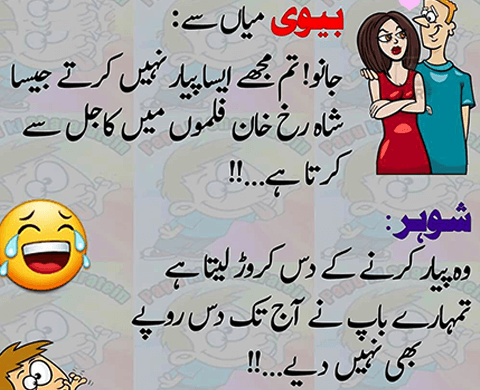 بیوی میاں سے:
جانو! تم مجھے ایسا پیار نہیں کرتے جیسا
شاہ رخ خان فلموں میں کاجل سے
کرتا ہے...!!
شوہر:
وہ پیار کرنے کے دس کروڑ لیتا ہے
تمہارے باپ نے آج تک دس روپے
بھی نہیں دیے...!!